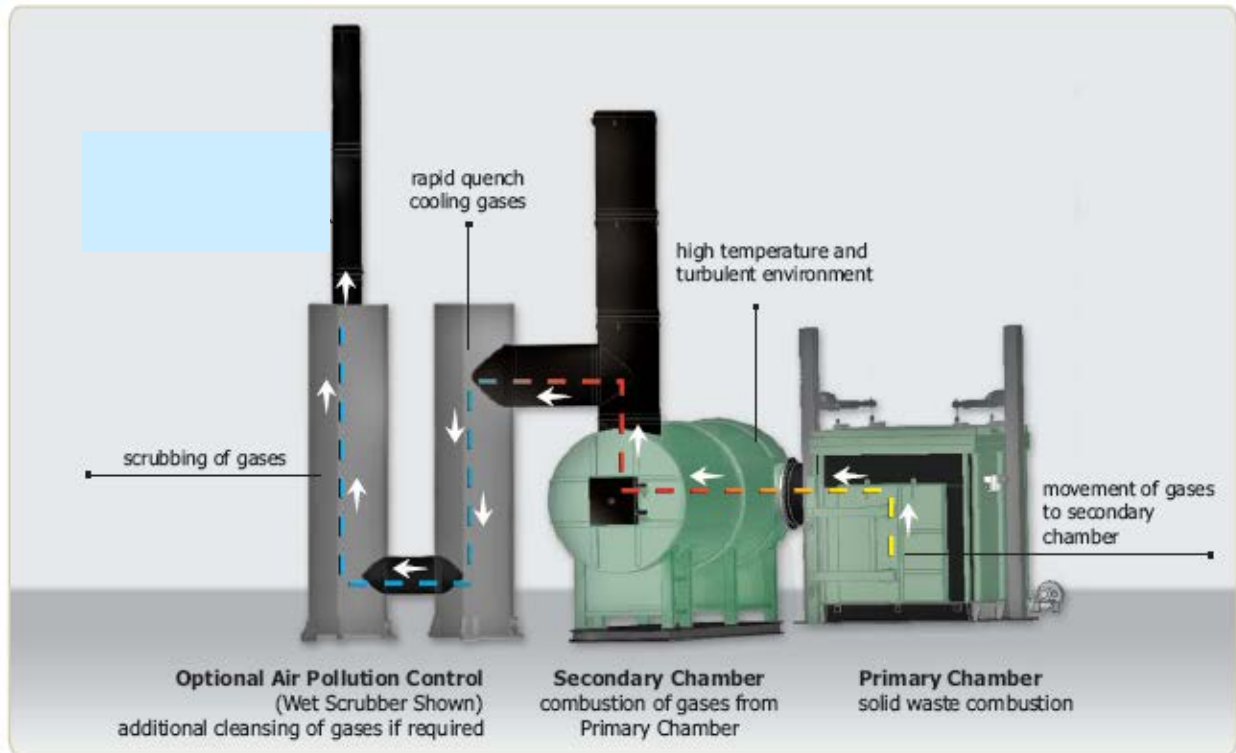 rapid quench
cooling gases
high temperature and
turbulent environment
scrubbing of gases
movement of gases
to secondary
chamber
Optional Air Pollution Control
(Wet Scrubber Shown)
additional cleansing of gases if required
Secondary Chamber
combustion of gases from
Primary Chamber
Primary Chamber
solid waste combustion